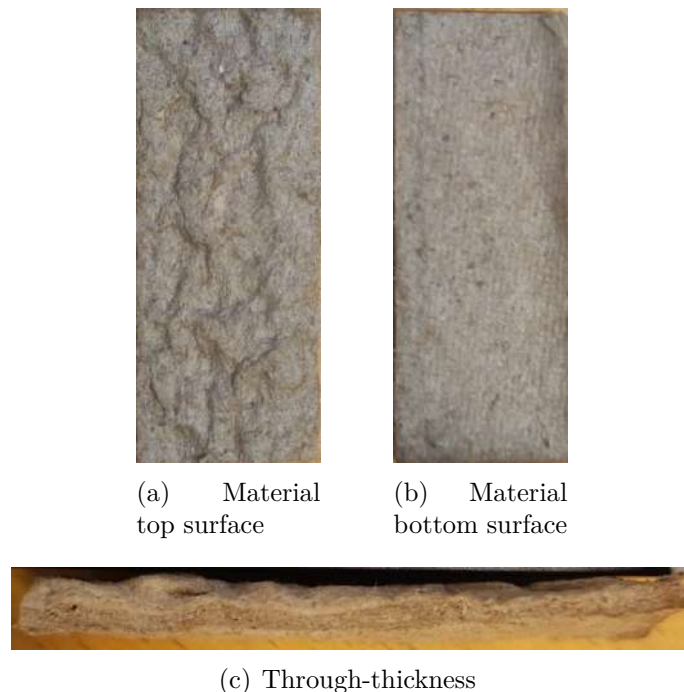 (a) Material
top surface
(b) Material
bottom surface
(c) Through-thickness